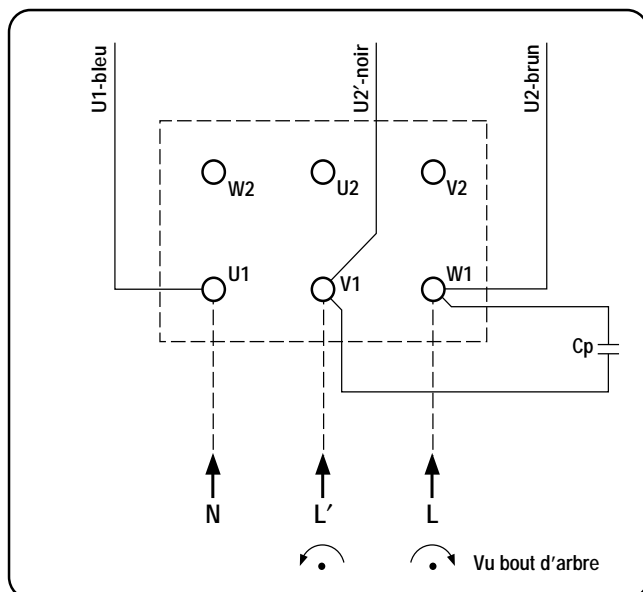 U1-bleu
U2′-noir
U2-brun
W2
U2
V2
U1
V1
W1
Cp
N
L′
L
Vu bout d’arbre